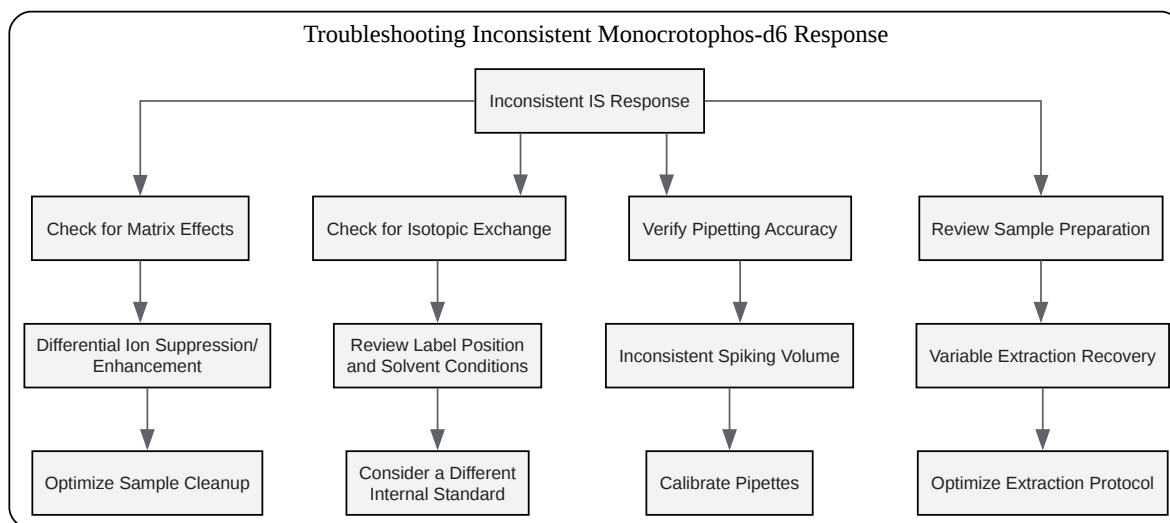 Troubleshooting Inconsistent Monocrotophos-d6 Response
Inconsistent IS Response
Check for Matrix Effects
Check for Isotopic Exchange
Verify Pipetting Accuracy
Review Sample Preparation
Differential Ion Suppression/
Enhancement
Review Label Position
and Solvent Conditions
Inconsistent Spiking Volume
Variable Extraction Recovery
Optimize Sample Cleanup
Consider a Different
Internal Standard
Calibrate Pipettes
Optimize Extraction Protocol